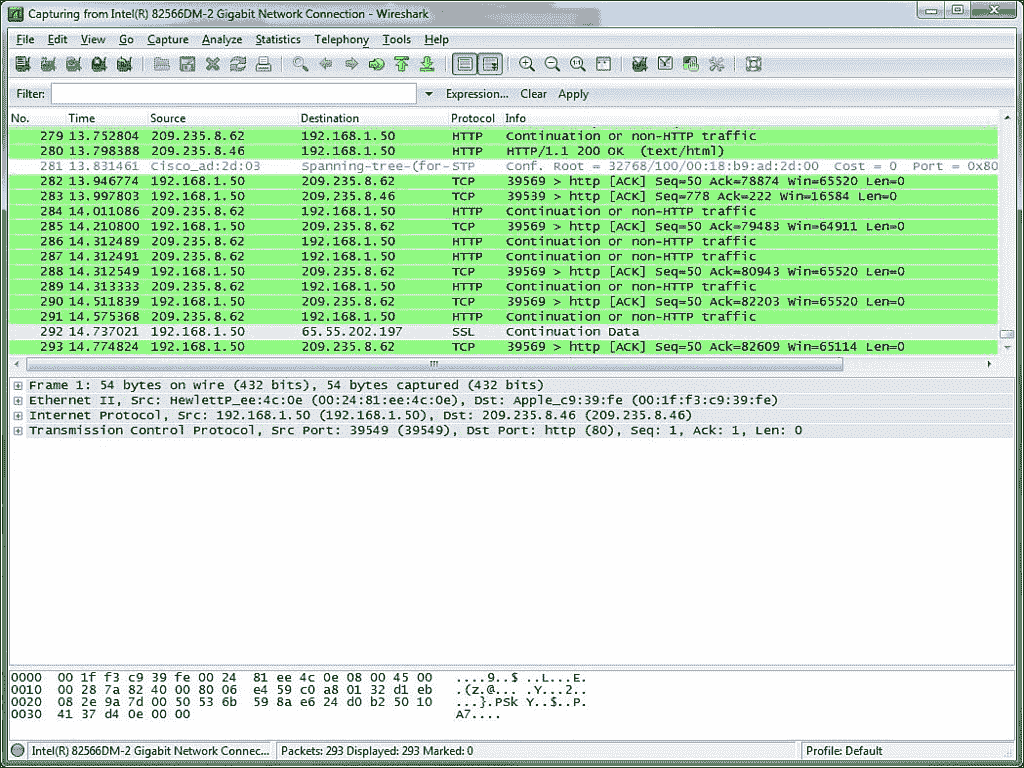 Capturing from Intel(R) 82566DM-2 Gigabit Network Connection - Wireshark
File Edit View Go Capture Analyze Statistics Telephony Tools Help
Filter: Expression... Clear Apply
No. Time Source Destination Protocol Info
279 13.752804 209.235.8.62 192.168.1.50 HTTP Continuation or non-HTTP traffic
280 13.798388 209.235.8.46 192.168.1.50 HTTP HTTP/1.1 200 OK (text/html)
281 13.831461 Cisco_ad:2d:03 Spanning-tree-(for- STP Conf. Root = 32768/100/00:18:b9:ad:2d:00 Cost = 0 Port = 0x80
282 13.946774 192.168.1.50 209.235.8.62 TCP 39569 > http [ACK] Seq=50 Ack=78874 Win=65520 Len=0
283 13.997803 192.168.1.50 209.235.8.46 TCP 39539 > http [ACK] Seq=778 Ack=222 Win=16584 Len=0
284 14.011086 209.235.8.62 192.168.1.50 HTTP Continuation or non-HTTP traffic
285 14.210800 192.168.1.50 209.235.8.62 TCP 39569 > http [ACK] Seq=50 Ack=79483 Win=64911 Len=0
286 14.312489 209.235.8.62 192.168.1.50 HTTP Continuation or non-HTTP traffic
287 14.312491 209.235.8.62 192.168.1.50 HTTP Continuation or non-HTTP traffic
288 14.312549 192.168.1.50 209.235.8.62 TCP 39569 > http [ACK] Seq=50 Ack=80943 Win=65520 Len=0
289 14.313333 209.235.8.62 192.168.1.50 HTTP Continuation or non-HTTP traffic
290 14.511839 192.168.1.50 209.235.8.62 TCP 39569 > http [ACK] Seq=50 Ack=82203 Win=65520 Len=0
291 14.575368 209.235.8.62 192.168.1.50 HTTP Continuation or non-HTTP traffic
292 14.737021 192.168.1.50 65.55.202.197 SSL Continuation Data
293 14.774824 192.168.1.50 209.235.8.62 TCP 39569 > http [ACK] Seq=50 Ack=82609 Win=65114 Len=0
Frame 1: 54 bytes on wire (432 bits), 54 bytes captured (432 bits)
Ethernet II, Src: HewlettP_ee:4c:0e (00:24:81:ee:4c:0e), Dst: Apple_c9:39:fe (00:1f:f3:c9:39:fe)
Internet Protocol, Src: 192.168.1.50 (192.168.1.50), Dst: 209.235.8.46 (209.235.8.46)
Transmission Control Protocol, Src Port: 39549 (39549), Dst Port: http (80), Seq: 1, Ack: 1, Len: 0
0000 00 1f f3 c9 39 fe 00 24 81 ee 4c 0e 08 00 45 00 ....9..$ ..L...E.
0010 00 28 7a 82 40 00 80 06 e4 59 c0 a8 01 32 d1 eb .(z.@... .Y...2..
0020 08 2e 9a 7d 00 50 53 6b 59 8a e6 24 d0 b2 50 10 ...}.PSk Y..$..P.
0030 41 37 d4 0e 00 00 A7....
Intel(R) 82566DM-2 Gigabit Network Connec... Packets: 293 Displayed: 293 Marked: 0 Profile: Default